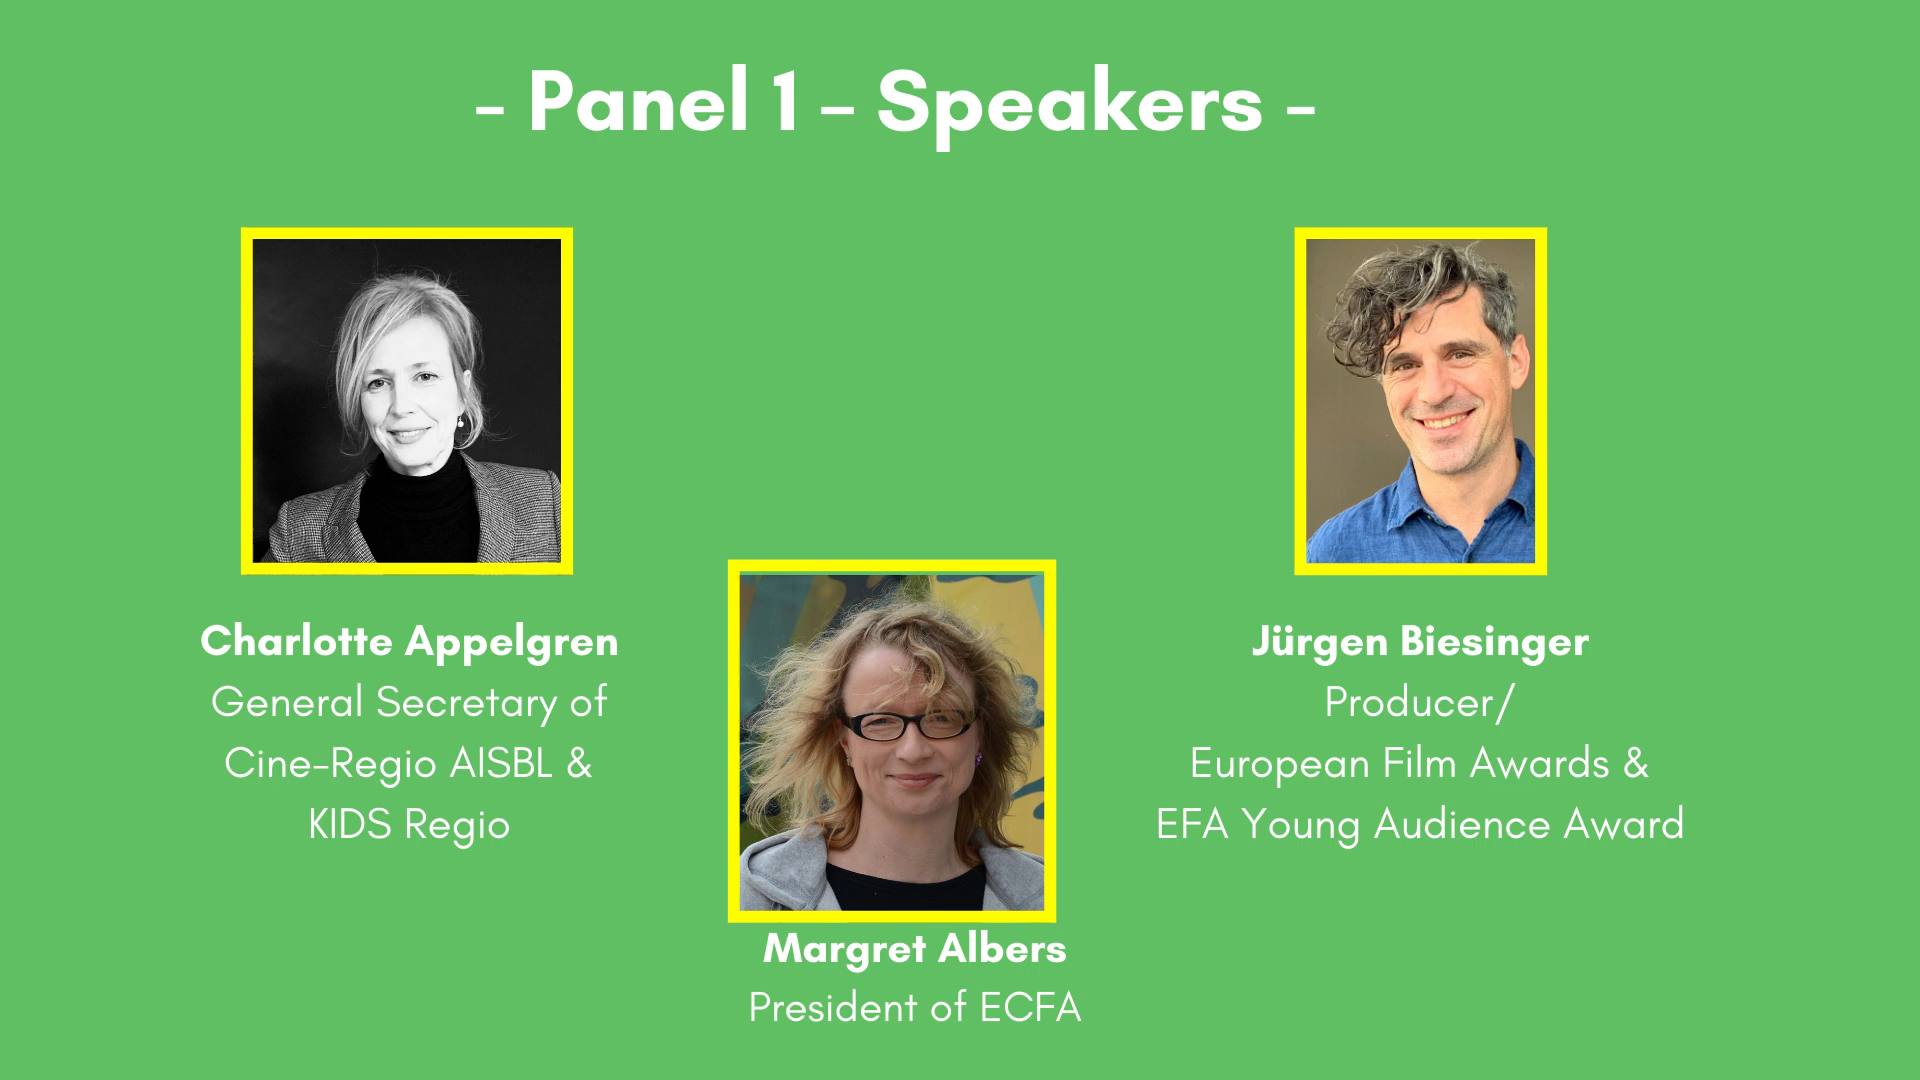 - Panel 1 – Speakers -
Charlotte Appelgren
General Secretary of
Cine-Regio AISBL &
KIDS Regio
Margret Albers
President of ECFA
Jürgen Biesinger
Producer/
European Film Awards &
EFA Young Audience Award